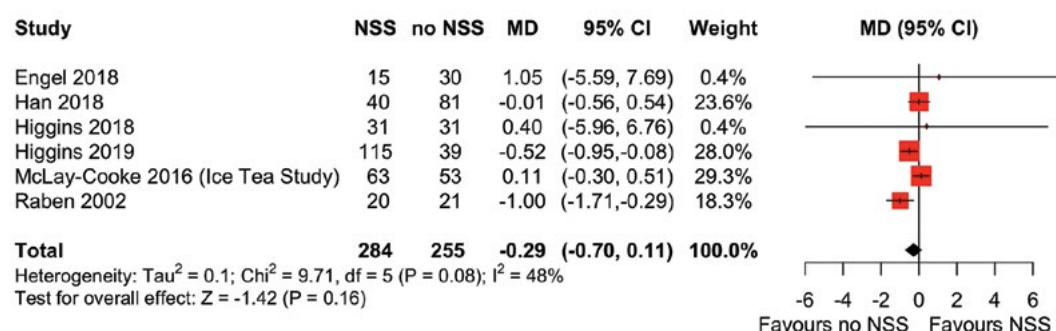 Study NSS no NSS MD 95% CI Weight MD (95% CI)
Engel 2018 15 30 1.05 (-5.59, 7.69) 0.4%
Han 2018 40 81 -0.01 (-0.56, 0.54) 23.6%
Higgins 2018 31 31 0.40 (-5.96, 6.76) 0.4%
Higgins 2019 115 39 -0.52 (-0.95,-0.08) 28.0%
McLay-Cooke 2016 (Ice Tea Study) 63 53 0.11 (-0.30, 0.51) 29.3%
Raben 2002 20 21 -1.00 (-1.71,-0.29) 18.3%
Total 284 255 -0.29 (-0.70, 0.11) 100.0%
Heterogeneity: Tau² = 0.1; Chi² = 9.71, df = 5 (P = 0.08); I² = 48%
Test for overall effect: Z = -1.42 (P = 0.16)
-6 -4 -2 0 2 4 6
Favours no NSS Favours NSS